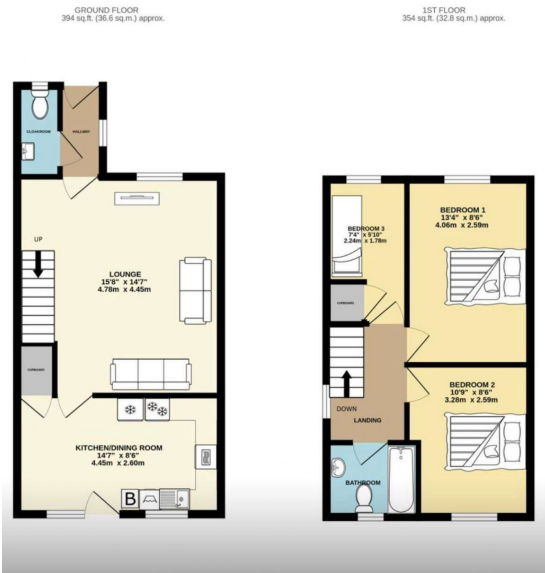 GROUND FLOOR
394 sq.ft. (36.6 sq.m.) approx.
1ST FLOOR
354 sq.ft. (32.8 sq.m.) approx.
CLOAKROOM
HALLWAY
UP
LOUNGE
15'8" x 14'7"
4.78m x 4.45m
CUPBOARD
KITCHEN/DINING ROOM
14'7" x 8'6"
4.45m x 2.60m
B
BEDROOM 3
7'4" x 5'10"
2.24m x 1.78m
BEDROOM 1
13'4" x 8'6"
4.06m x 2.59m
CUPBOARD
DOWN
LANDING
BEDROOM 2
10'9" x 8'6"
3.28m x 2.59m
BATHROOM